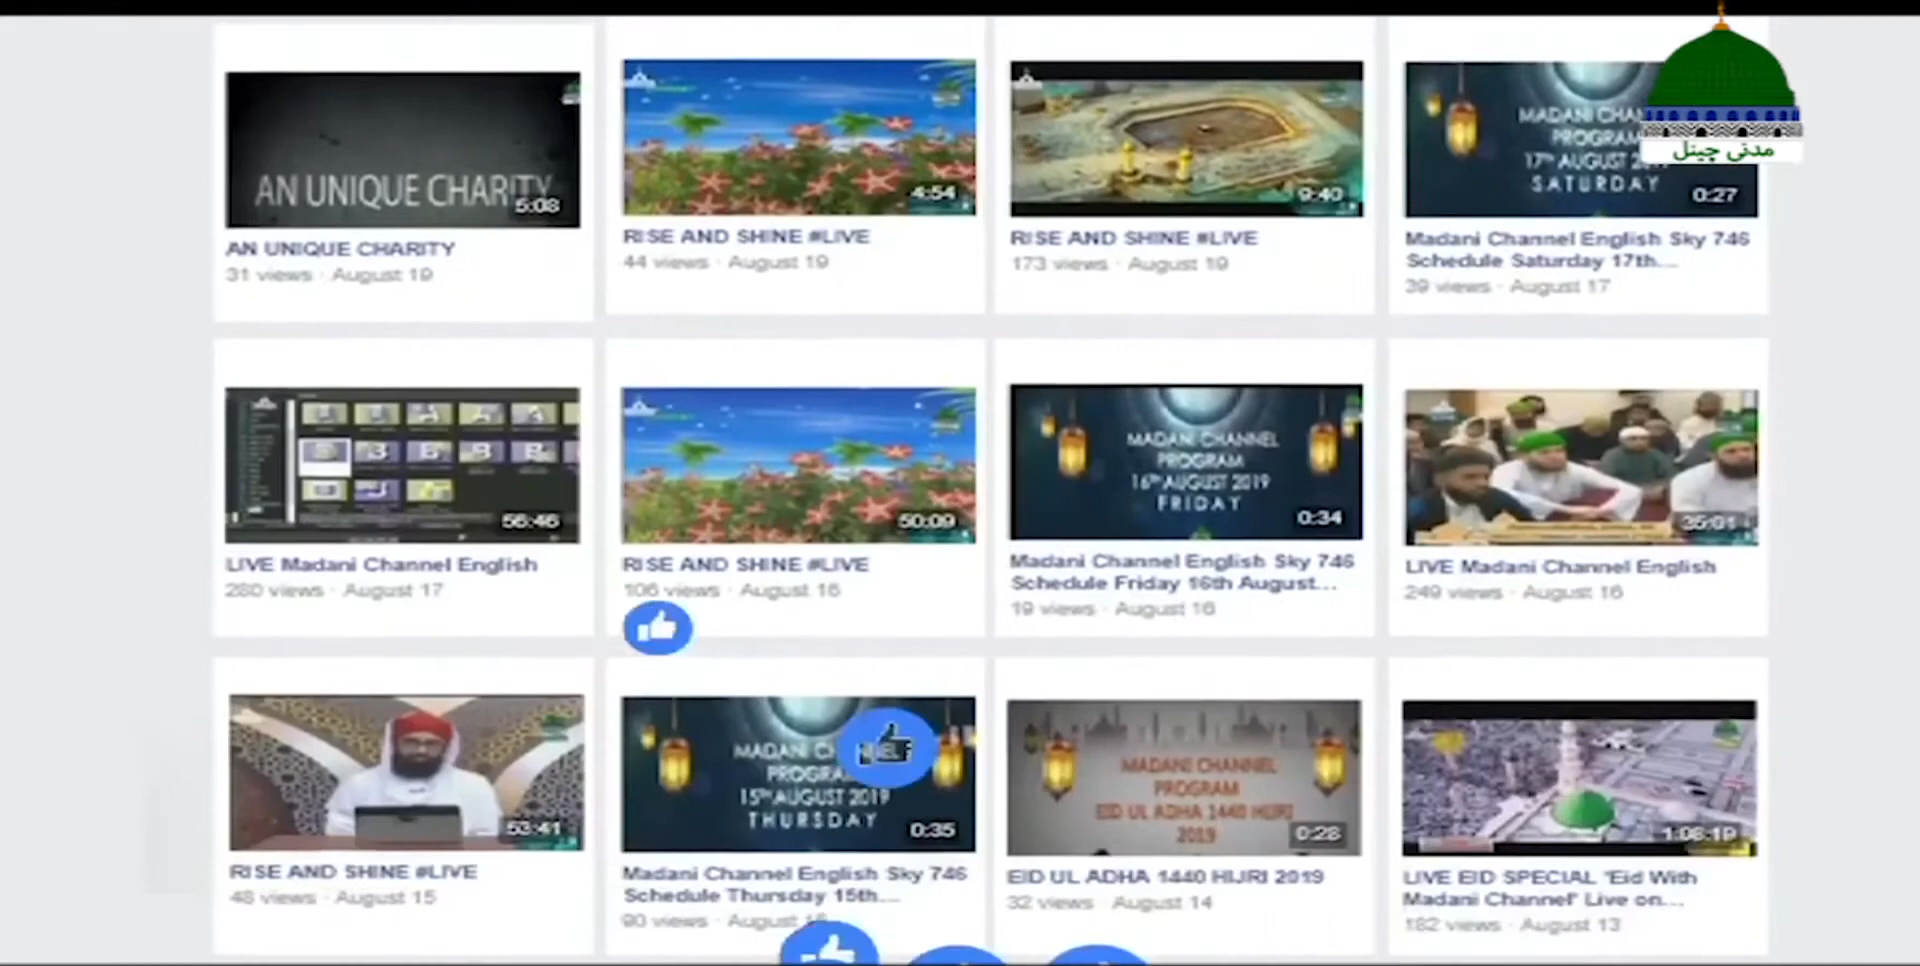 AN UNIQUE CHARITY
5:08
AN UNIQUE CHARITY
31 views · August 19
4:54
RISE AND SHINE #LIVE
44 views · August 19
9:40
RISE AND SHINE #LIVE
173 views · August 19
MADANI CHAN
PROGRAM
17TH AUGUST 2
SATURDAY
0:27
Madani Channel English Sky 746
Schedule Saturday 17th...
39 views · August 17
مدنی چینل
56:46
LIVE Madani Channel English
280 views · August 17
50:09
RISE AND SHINE #LIVE
106 views · August 16
MADANI CHANNEL
PROGRAM
16TH AUGUST 2019
FRIDAY
0:34
Madani Channel English Sky 746
Schedule Friday 16th August...
19 views · August 16
35:01
LIVE Madani Channel English
249 views · August 16
53:41
RISE AND SHINE #LIVE
48 views · August 15
MADANI CH
PROGRA
15TH AUGUST 2019
THURSDAY
0:35
Madani Channel English Sky 746
Schedule Thursday 15th...
90 views · August
MADANI CHANNEL
PROGRAM
EID UL ADHA 1440 HIJRI
2019
0:28
EID UL ADHA 1440 HIJRI 2019
32 views · August 14
1:08:19
LIVE EID SPECIAL 'Eid With
Madani Channel' Live on...
182 views · August 13